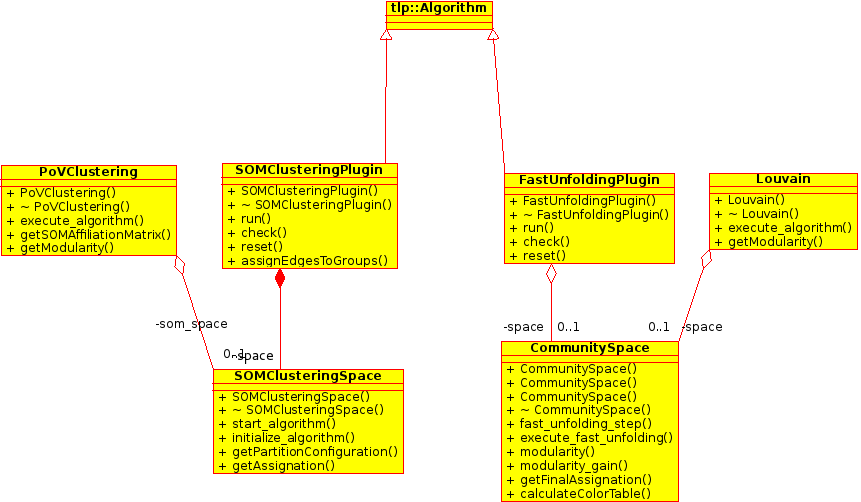 tlp::Algorithm
PoVClustering
+ PoVClustering()
+ ~ PoVClustering()
+ execute_algorithm()
+ getSOMAffiliationMatrix()
+ getModularity()
SOMClusteringPlugin
+ SOMClusteringPlugin()
+ ~ SOMClusteringPlugin()
+ run()
+ check()
+ reset()
+ assignEdgesToGroups()
FastUnfoldingPlugin
+ FastUnfoldingPlugin()
+ ~ FastUnfoldingPlugin()
+ run()
+ check()
+ reset()
Louvain
+ Louvain()
+ ~ Louvain()
+ execute_algorithm()
+ getModularity()
-som_space
0..1
-space
-space
0..1
0..1
-space
SOMClusteringSpace
+ SOMClusteringSpace()
+ ~ SOMClusteringSpace()
+ start_algorithm()
+ initialize_algorithm()
+ getPartitionConfiguration()
+ getAssignation()
CommunitySpace
+ CommunitySpace()
+ CommunitySpace()
+ CommunitySpace()
+ ~ CommunitySpace()
+ fast_unfolding_step()
+ execute_fast_unfolding()
+ modularity()
+ modularity_gain()
+ getFinalAssignation()
+ calculateColorTable()